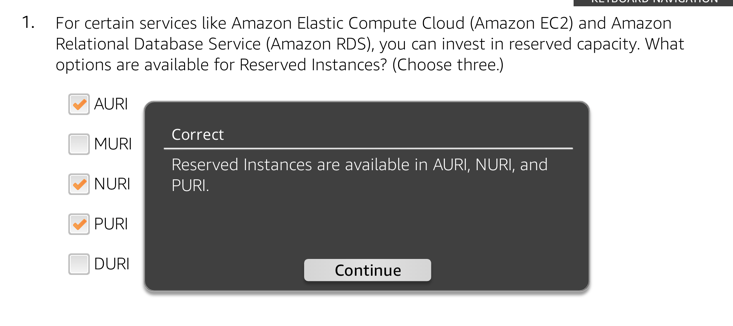 KEYBOARD NAVIGATION
1. For certain services like Amazon Elastic Compute Cloud (Amazon EC2) and Amazon
Relational Database Service (Amazon RDS), you can invest in reserved capacity. What
options are available for Reserved Instances? (Choose three.)
AURI
MURI
NURI
PURI
DURI
Correct
Reserved Instances are available in AURI, NURI, and
PURI.
Continue